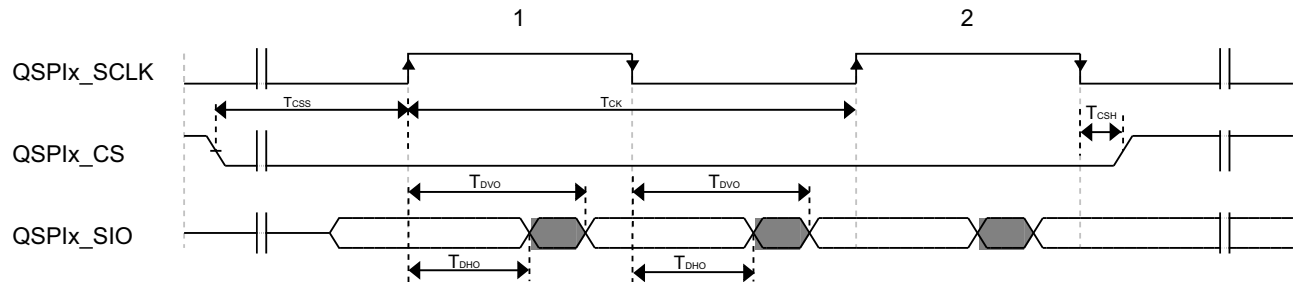 1 2
QSPIx_SCLK
TCSS TCK
TCSH
QSPIx_CS
TDVO TDVO
QSPIx_SIO
TDHO TDHO